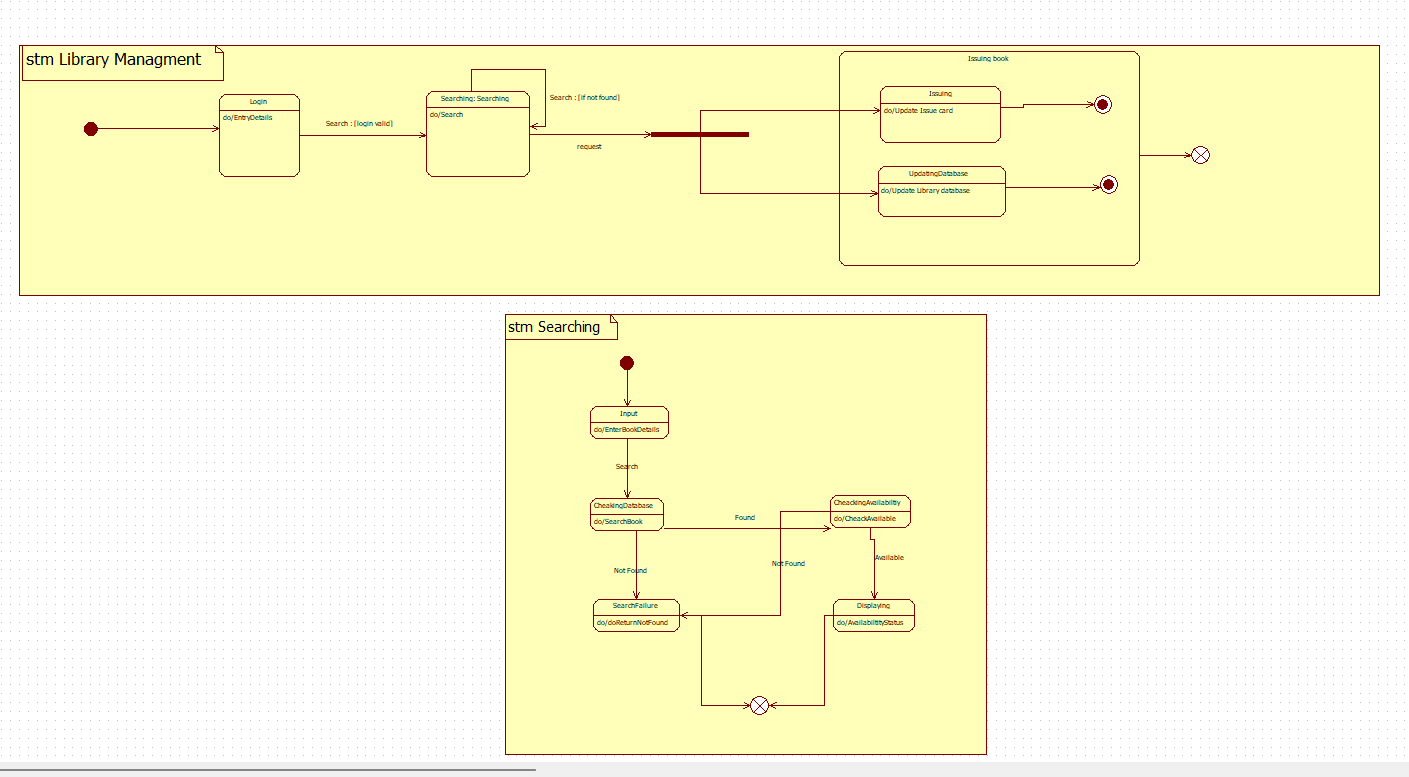 stm Library Managment
Issuing book
Login
do/EntryDetails
Search : [login valid]
Searching: Searching
do/Search
Search : [if not found]
request
Issuing
do/Update Issue card
UpdatingDatabase
do/Update Library database
stm Searching
Input
do/EnterBookDetails
Search
CheakingDatabase
do/SearchBook
Found
CheackingAvailabiltiy
do/CheackAvailable
Not Found
Not Found
Available
SearchFailure
do/doReturnNotFound
Displaying
do/AvailabiltityStatus